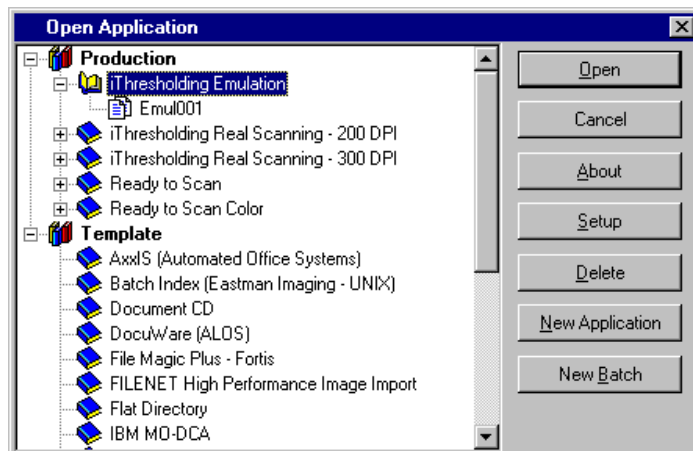 Open Application
Production
iThresholding Emulation
Emul001
iThresholding Real Scanning - 200 DPI
iThresholding Real Scanning - 300 DPI
Ready to Scan
Ready to Scan Color
Template
AxxIS (Automated Office Systems)
Batch Index (Eastman Imaging - UNIX)
Document CD
DocuWare (ALOS)
File Magic Plus - Fortis
FILENET High Performance Image Import
Flat Directory
IBM MO-DCA
Open
Cancel
About
Setup
Delete
New Application
New Batch